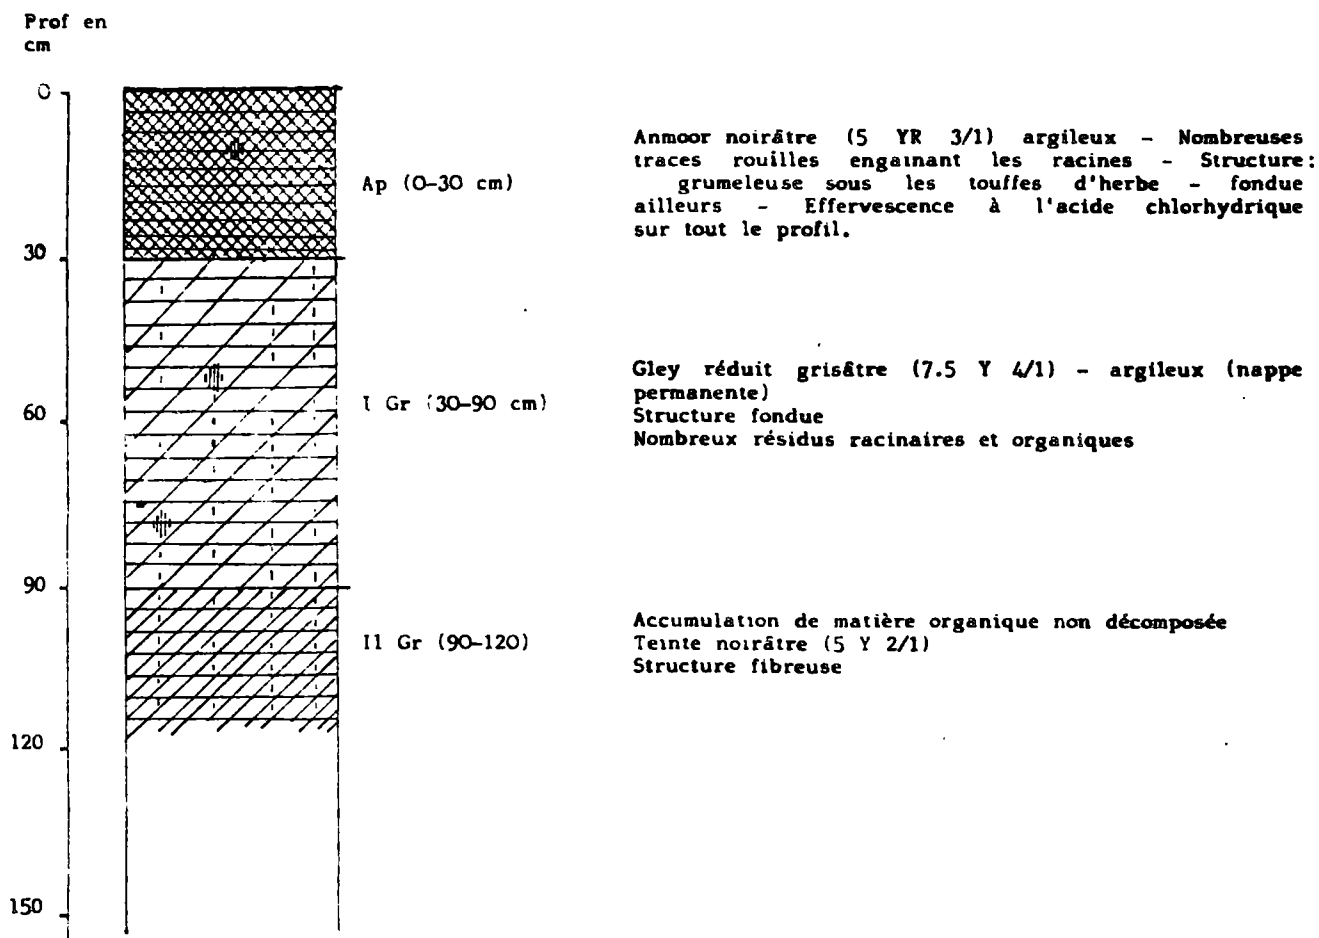 Prof en
cm
0
Anmoor noirâtre (5 YR 3/1) argileux - Nombreuses
traces rouilles engainant les racines - Structure:
Ap (0-30 cm)
grumeleuse sous les touffes d'herbe - fondue
ailleurs - Effervescence à l'acide chlorhydrique
sur tout le profil.
30
Gley réduit grisâtre (7.5 Y 4/1) - argileux (nappe
permanente)
I Gr (30-90 cm)
60
Structure fondue
Nombreux résidus racinaires et organiques
90
Accumulation de matière organique non décomposée
II Gr (90-120)
Teinte noirâtre (5 Y 2/1)
Structure fibreuse
120
150